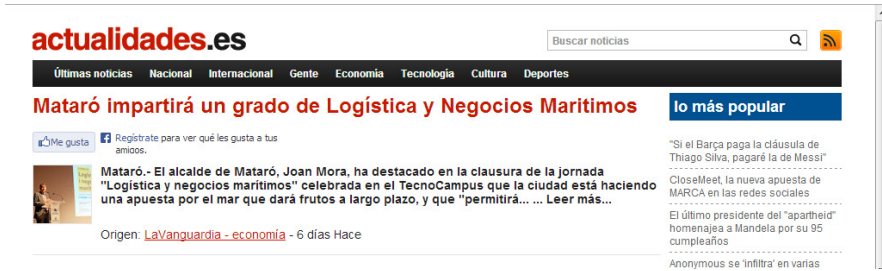 actualidades.es
Buscar noticias
Últimas noticias Nacional Internacional Gente Economia Tecnologia Cultura Deportes
Mataró impartirá un grado de Logística y Negocios Maritimos
Me gusta
Regístrate para ver qué les gusta a tus
amigos.
Mataró.- El alcalde de Mataró, Joan Mora, ha destacado en la clausura de la jornada
"Logística y negocios marítimos" celebrada en el TecnoCampus que la ciudad está haciendo
una apuesta por el mar que dará frutos a largo plazo, y que "permitirá... ... Leer más...
Origen: LaVanguardia - economía - 6 días Hace
lo más popular
"Si el Barça paga la cláusula de
Thiago Silva, pagaré la de Messi"
CloseMeet, la nueva apuesta de
MARCA en las redes sociales
El último presidente del "apartheid"
homenajea a Mandela por su 95
cumpleaños
Anonymous se 'infiltra' en varias